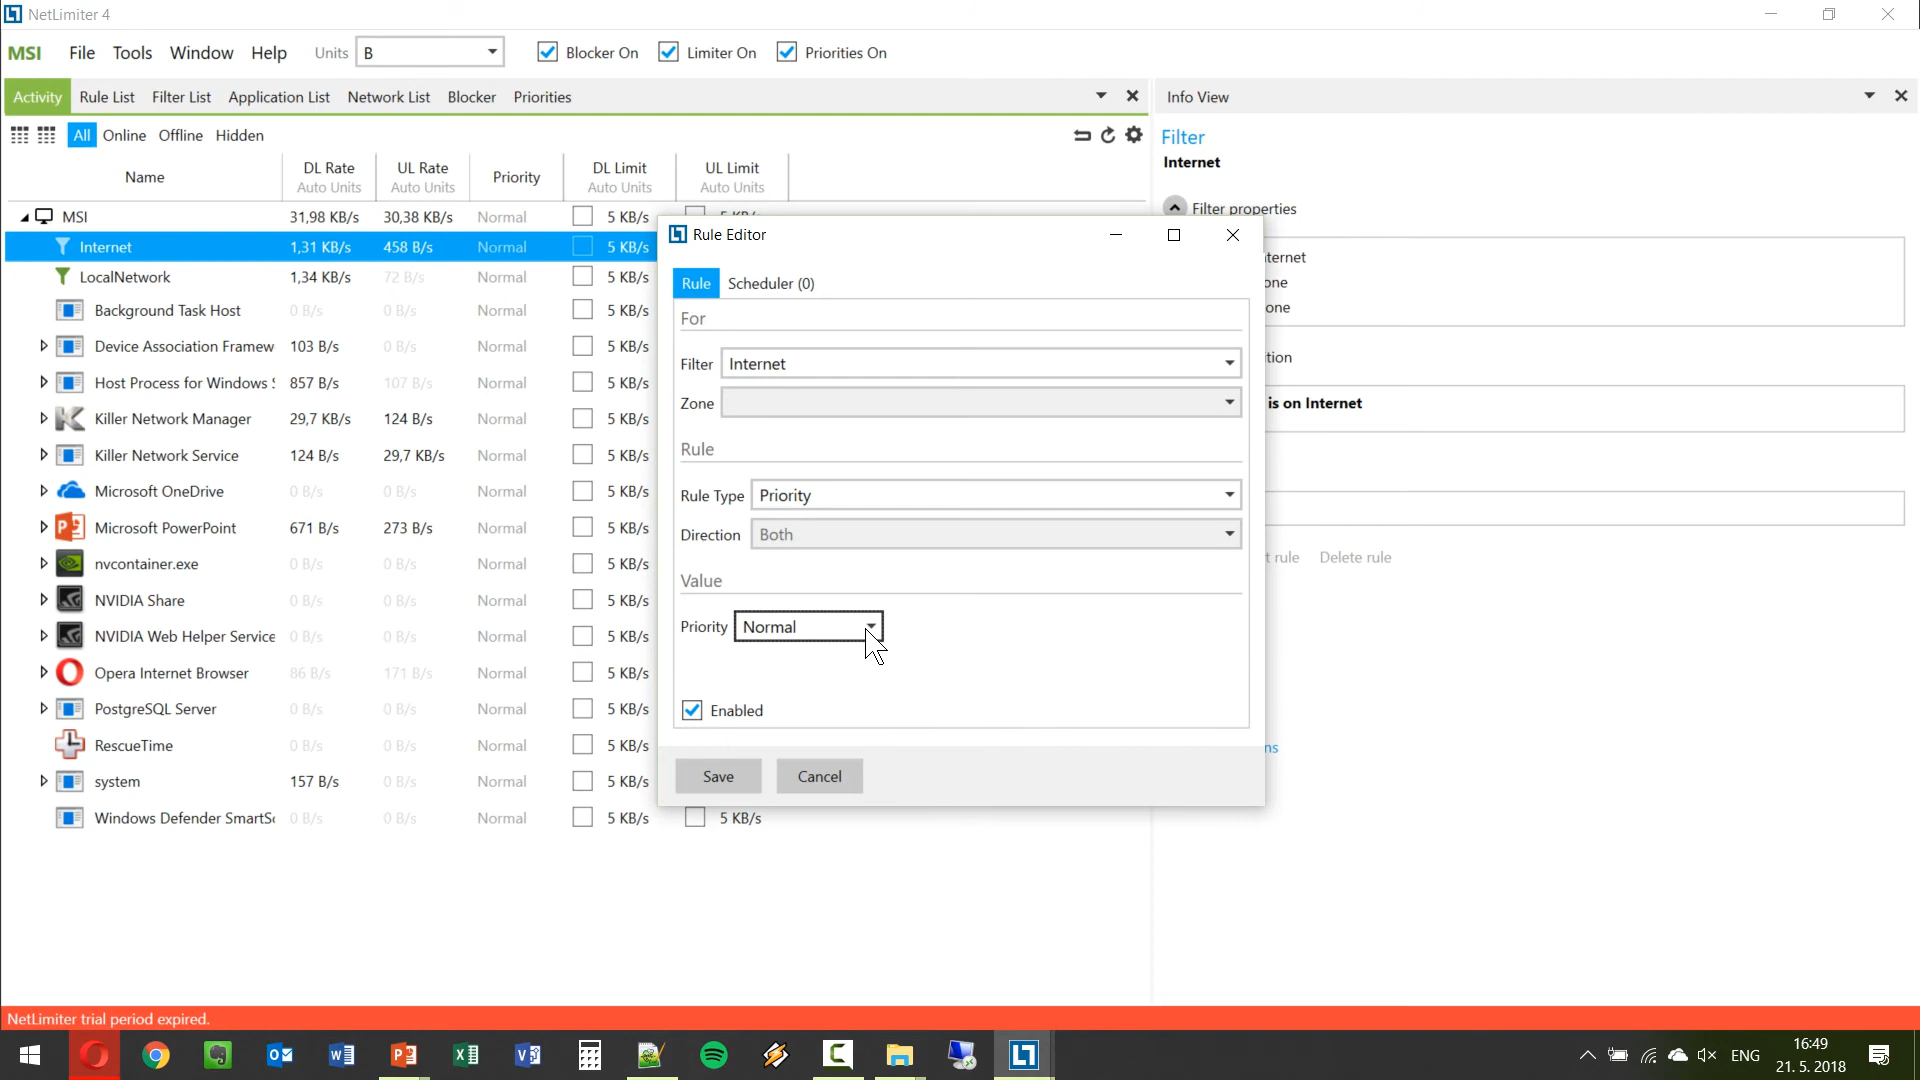 NetLimiter 4
MSI File Tools Window Help Units B Blocker On Limiter On Priorities On
Activity Rule List Filter List Application List Network List Blocker Priorities
Info View
All Online Offline Hidden
Filter
Internet
Filter properties
Name
DL Rate
Auto Units
UL Rate
Auto Units
Priority
DL Limit
Auto Units
UL Limit
Auto Units
MSI 31,98 KB/s 30,38 KB/s Normal 5 KB/s
Internet 1,31 KB/s 458 B/s Normal 5 KB/s
LocalNetwork 1,34 KB/s 72 B/s Normal 5 KB/s
Background Task Host 0 B/s 0 B/s Normal 5 KB/s
Device Association Framew 103 B/s 0 B/s Normal 5 KB/s
Host Process for Windows 857 B/s 107 B/s Normal 5 KB/s
Killer Network Manager 29,7 KB/s 124 B/s Normal 5 KB/s
Killer Network Service 124 B/s 29,7 KB/s Normal 5 KB/s
Microsoft OneDrive 0 B/s 0 B/s Normal 5 KB/s
Microsoft PowerPoint 671 B/s 273 B/s Normal 5 KB/s
nvcontainer.exe 0 B/s 0 B/s Normal 5 KB/s
NVIDIA Share 0 B/s 0 B/s Normal 5 KB/s
NVIDIA Web Helper Service 0 B/s 0 B/s Normal 5 KB/s
Opera Internet Browser 86 B/s 171 B/s Normal 5 KB/s
PostgreSQL Server 0 B/s 0 B/s Normal 5 KB/s
RescueTime 0 B/s 0 B/s Normal 5 KB/s
system 157 B/s 0 B/s Normal 5 KB/s
Windows Defender SmartSc 0 B/s 0 B/s Normal 5 KB/s 5 KB/s
Rule Editor
Rule Scheduler (0)
For
Filter Internet
Zone
Rule
Rule Type Priority
Direction Both
Value
Priority Normal
Enabled
Save Cancel
ternet
one
one
tion
is on Internet
t rule Delete rule
ns
NetLimiter trial period expired.
ENG
16:49
21. 5. 2018